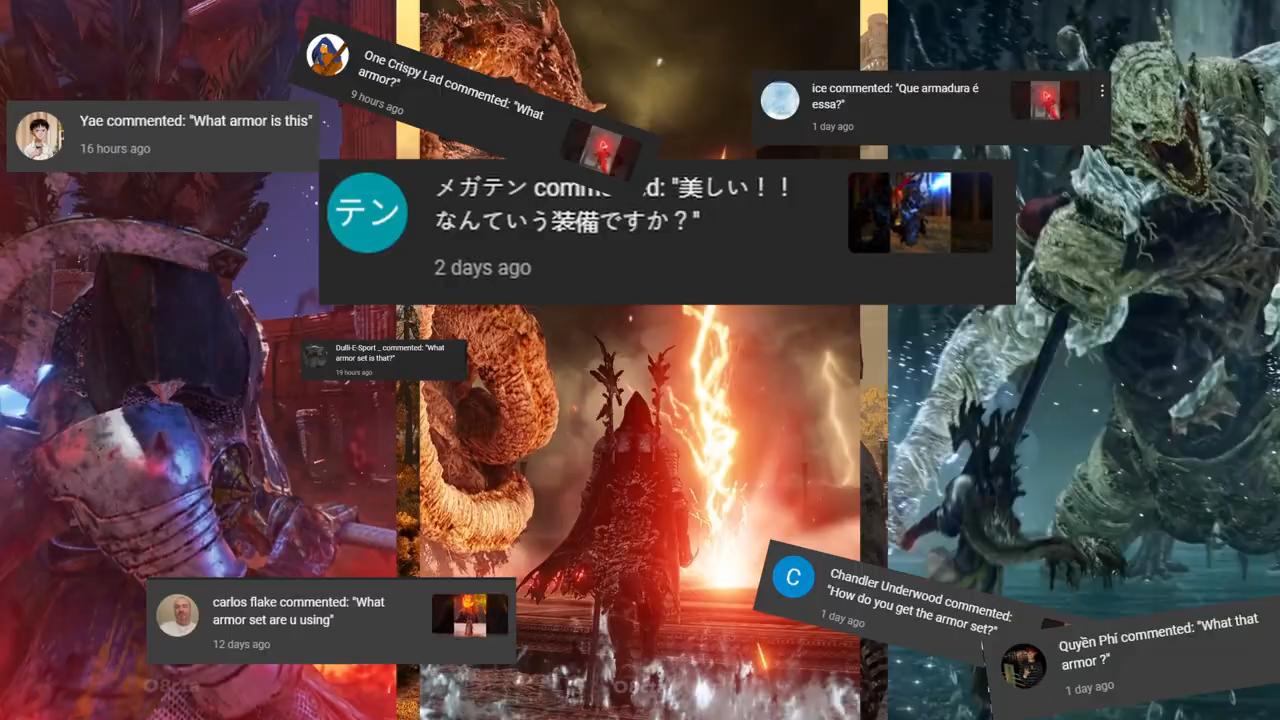 One Crispy Lad commented: "What
armor?"
9 hours ago
ice commented: "Que armadura é
essa?"
1 day ago
Yae commented: "What armor is this"
16 hours ago
テン
メガテン d: "美しい！！
なんていう装備ですか？"
2 days ago
Dulli-E-Sport _ commented: "What
armor set is that?"
19 hours ago
C
Chandler Underwood commented:
"How do you get the armor set?"
1 day ago
carlos flake commented: "What
armor set are u using"
12 days ago
Quyền Phí commented: "What that
armor ?"
1 day ago
O8cta